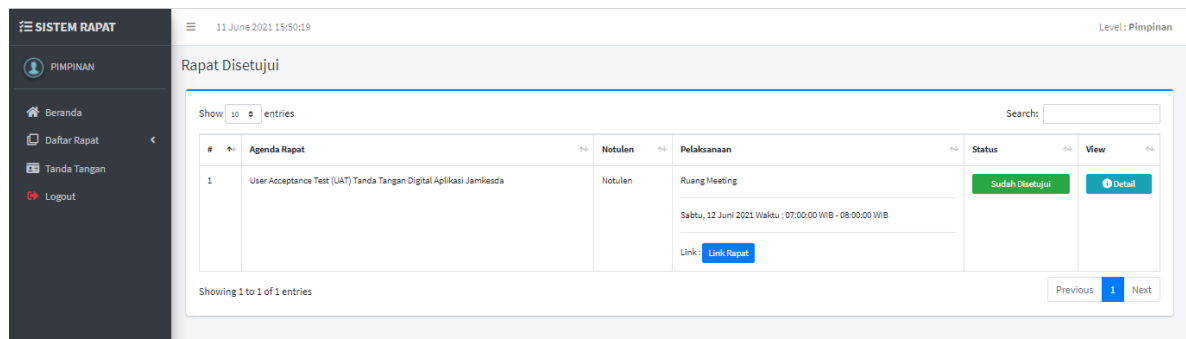 SISTEM RAPAT
11 June 2021 15:50:19
Level : Pimpinan
PIMPINAN
Beranda
Daftar Rapat
Tanda Tangan
Logout
Rapat Disetujui
Show 10 entries
Search:
# Agenda Rapat Notulen Pelaksanaan Status View
1 User Acceptance Test (UAT) Tanda Tangan Digital Aplikasi Jamkesda Notulen Ruang Meeting Sudah Disetujui Detail
Sabtu, 12 Juni 2021 Waktu : 07:00:00 WIB - 08:00:00 WIB
Link : Link Rapat
Showing 1 to 1 of 1 entries
Previous 1 Next